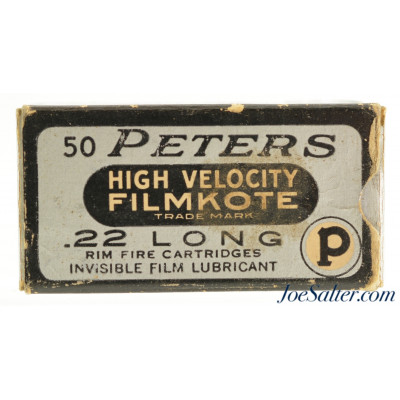 50 PETERS
HIGH VELOCITY
FILMKOTE
TRADE MARK
.22 LONG
RIM FIRE CARTRIDGES
INVISIBLE FILM LUBRICANT
P
JoeSalter.com